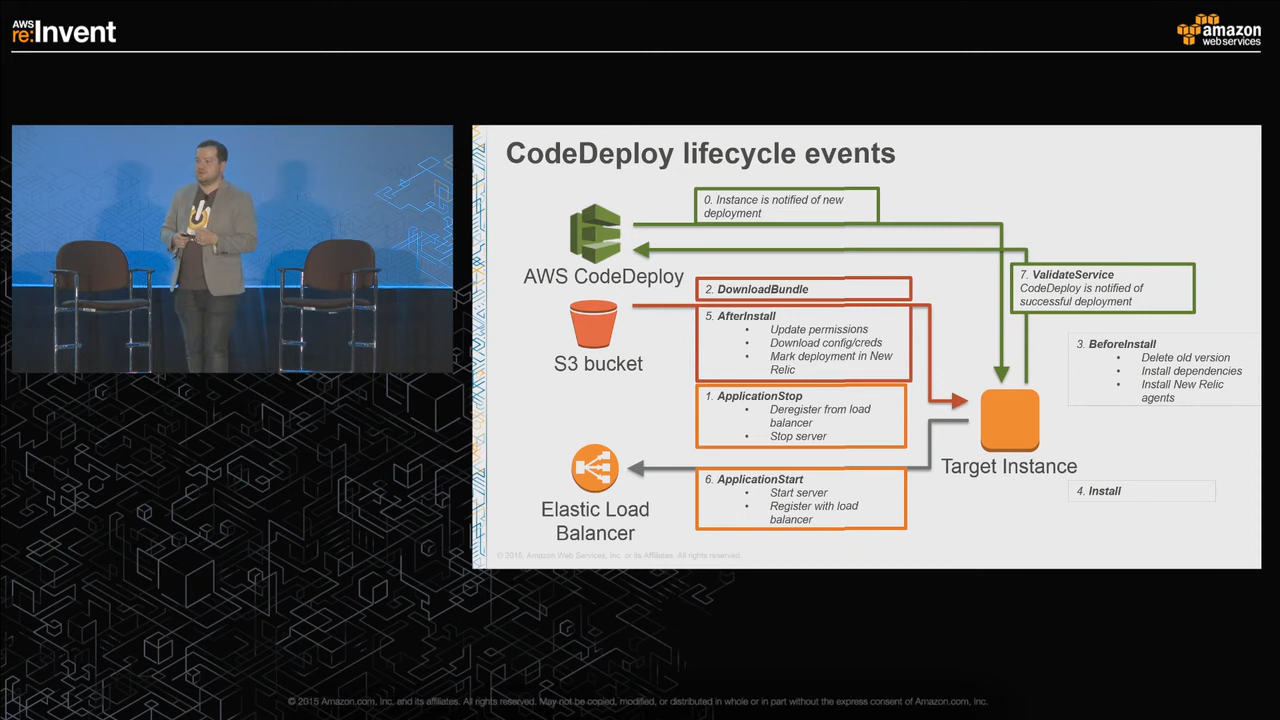 AWS
re:Invent
amazon
web services
CodeDeploy lifecycle events
0. Instance is notified of new
deployment
AWS CodeDeploy
7. ValidateService
CodeDeploy is notified of
successful deployment
2. DownloadBundle
5. AfterInstall
• Update permissions
• Download config/creds
• Mark deployment in New
Relic
S3 bucket
3. BeforeInstall
• Delete old version
• Install dependencies
• Install New Relic
agents
1. ApplicationStop
• Deregister from load
balancer
• Stop server
Target Instance
6. ApplicationStart
• Start server
• Register with load
balancer
4. Install
Elastic Load
Balancer
© 2015, Amazon Web Services, Inc. or its Affiliates. All rights reserved.
© 2015 Amazon.com, Inc. and its affiliates. All rights reserved. May not be copied, modified, or distributed in whole or in part without the express consent of Amazon.com, Inc.